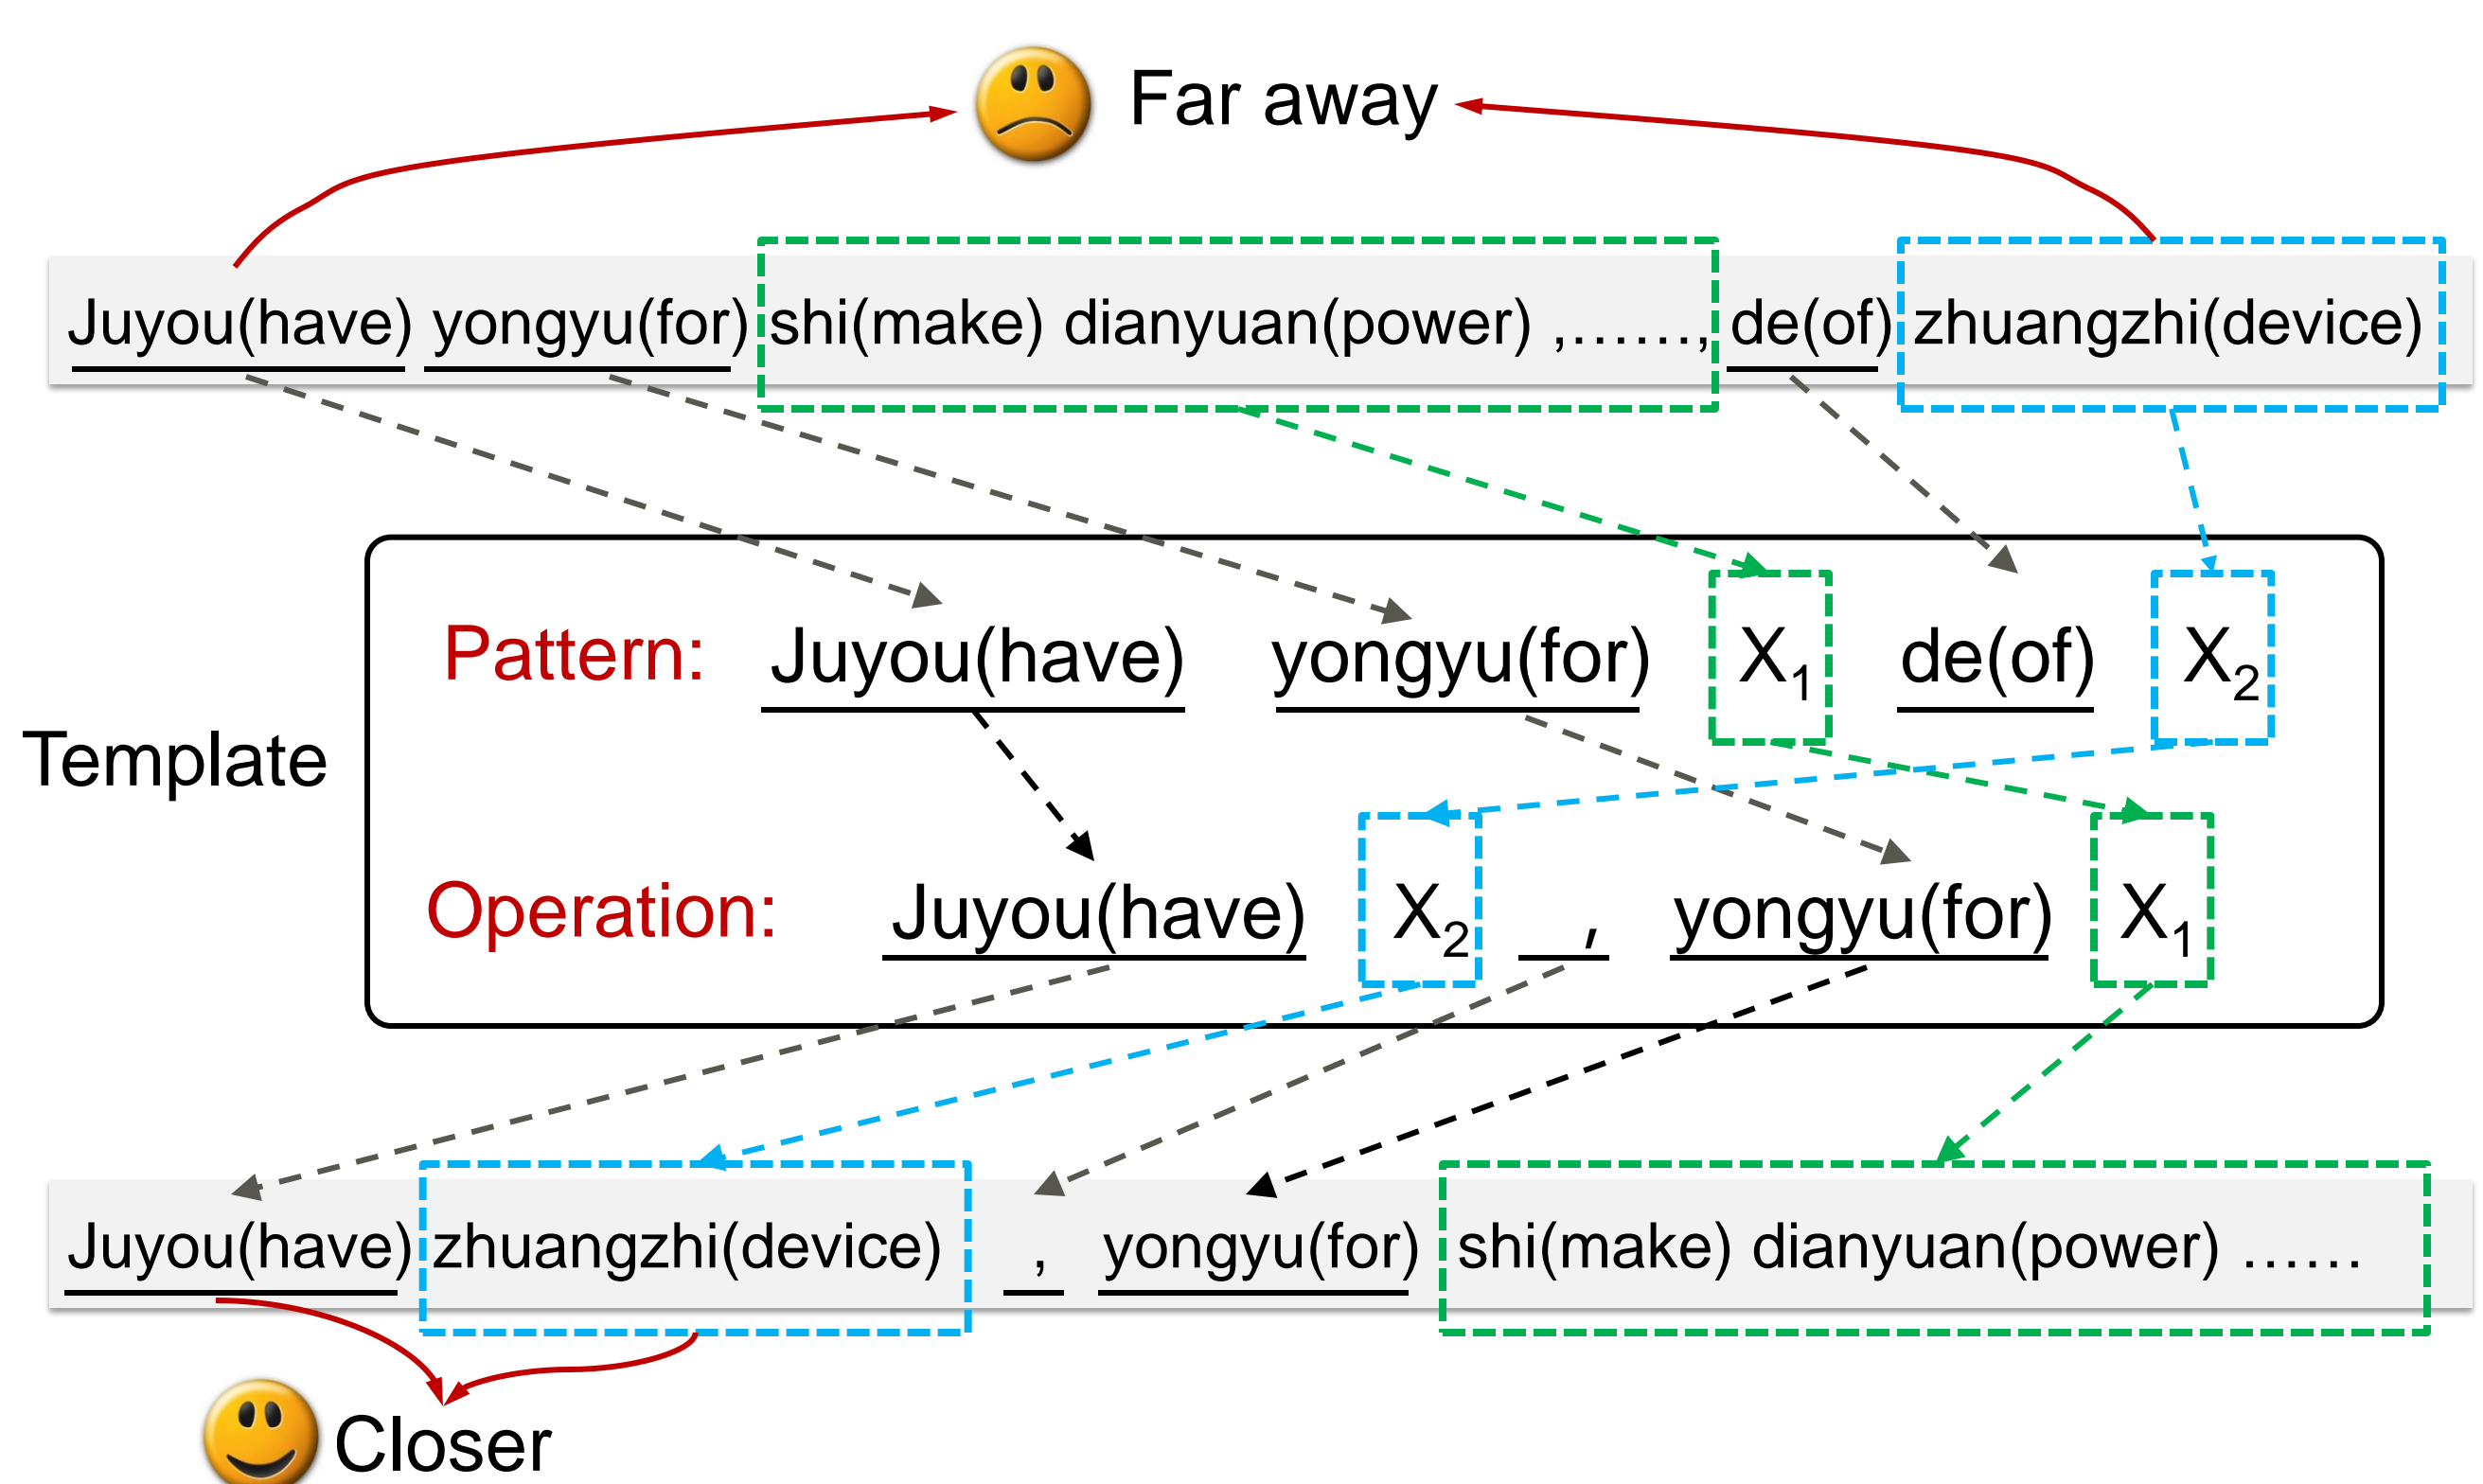 Far away
Juyou(have) yongyu(for) shi(make) dianyuan(power) ,......, de(of) zhuangzhi(device)
Pattern: Juyou(have) yongyu(for) X1 de(of) X2
Template
Operation: Juyou(have) X2 , yongyu(for) X1
Juyou(have) zhuangzhi(device) , yongyu(for) shi(make) dianyuan(power) ......
Closer